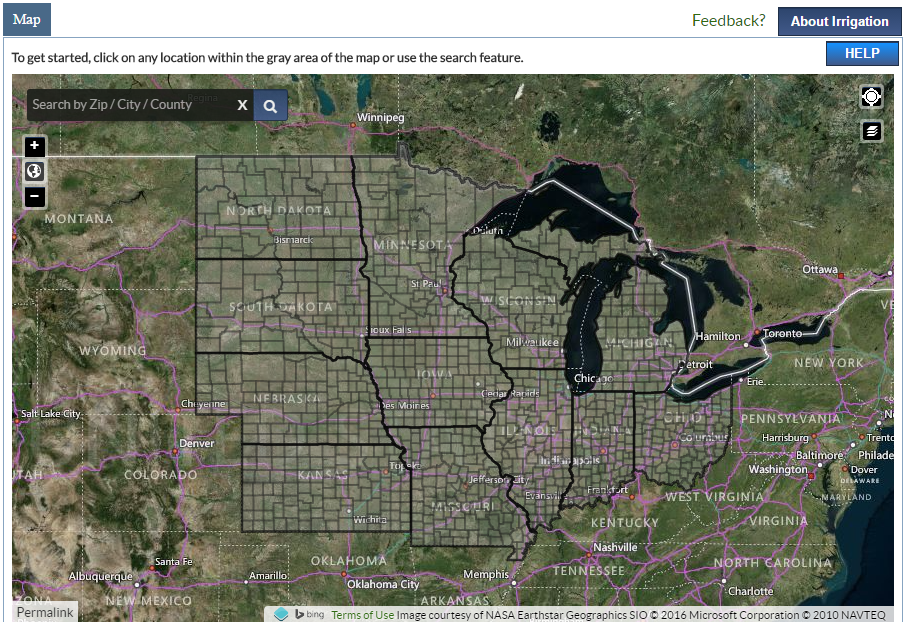 Map
Feedback?
About Irrigation
To get started, click on any location within the gray area of the map or use the search feature.
HELP
Search by Zip / City / County X
Winnipeg
+
−
MONTANA
NORTH DAKOTA
Bismarck
MINNESOTA
Duluth
Ottawa
St Paul
WISCONSIN
SOUTH DAKOTA
Sioux Falls
Milwaukee
MICHIGAN
Hamilton
Toronto
WYOMING
IOWA
Detroit
NEW YORK
Chicago
Erie
Cheyenne
NEBRASKA
Des Moines
Cedar Rapids
Salt Lake City
ILLINOIS
INDIANA
OHIO
PENNSYLVANIA
Columbus
Harrisburg
Trento
Denver
Indianapolis
Baltimore
Philade
COLORADO
KANSAS
Topeka
Washington
Dover
Jefferson City
DELAWARE
Evansvill
Frankfort
WEST VIRGINIA
MARYLAND
MISSOURI
Wichita
KENTUCKY
VIRGINIA
Nashville
Santa Fe
OKLAHOMA
NORTH CAROLINA
Albuquerque
Amarillo
Oklahoma City
Memphis
TENNESSEE
Charlotte
NEW MEXICO
ARKANSAS
Permalink
bing Terms of Use Image courtesy of NASA Earthstar Geographics SIO © 2016 Microsoft Corporation © 2010 NAVTEQ